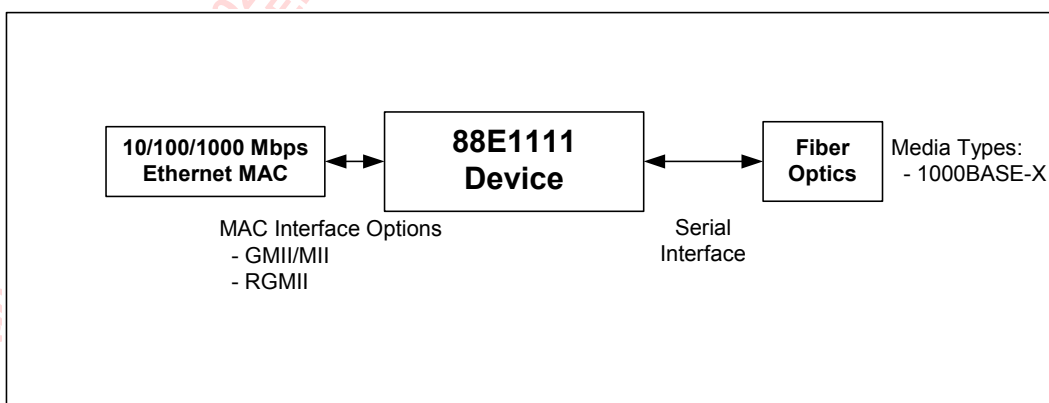 10/100/1000 Mbps
Ethernet MAC
88E1111
Device
Fiber
Optics
Media Types:
- 1000BASE-X
MAC Interface Options
- GMII/MII
- RGMII
Serial
Interface